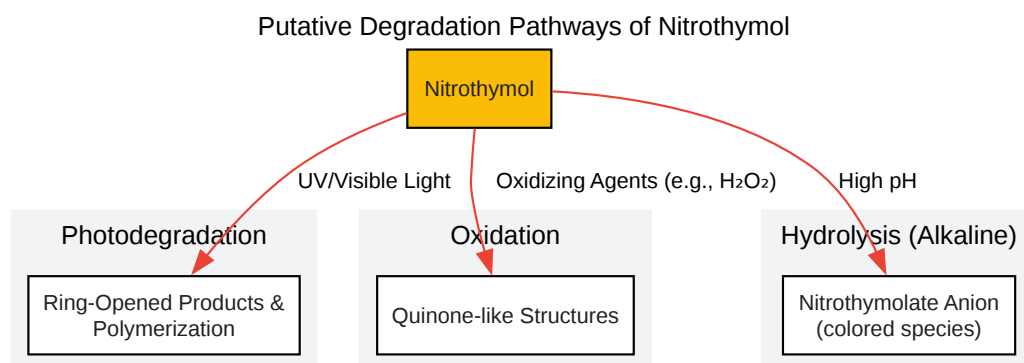 Putative Degradation Pathways of Nitrothymol
Nitrothymol
UV/Visible Light
Oxidizing Agents (e.g., H₂O₂)
High pH
Photodegradation
Oxidation
Hydrolysis (Alkaline)
Ring-Opened Products &
Polymerization
Quinone-like Structures
Nitrothymolate Anion
(colored species)